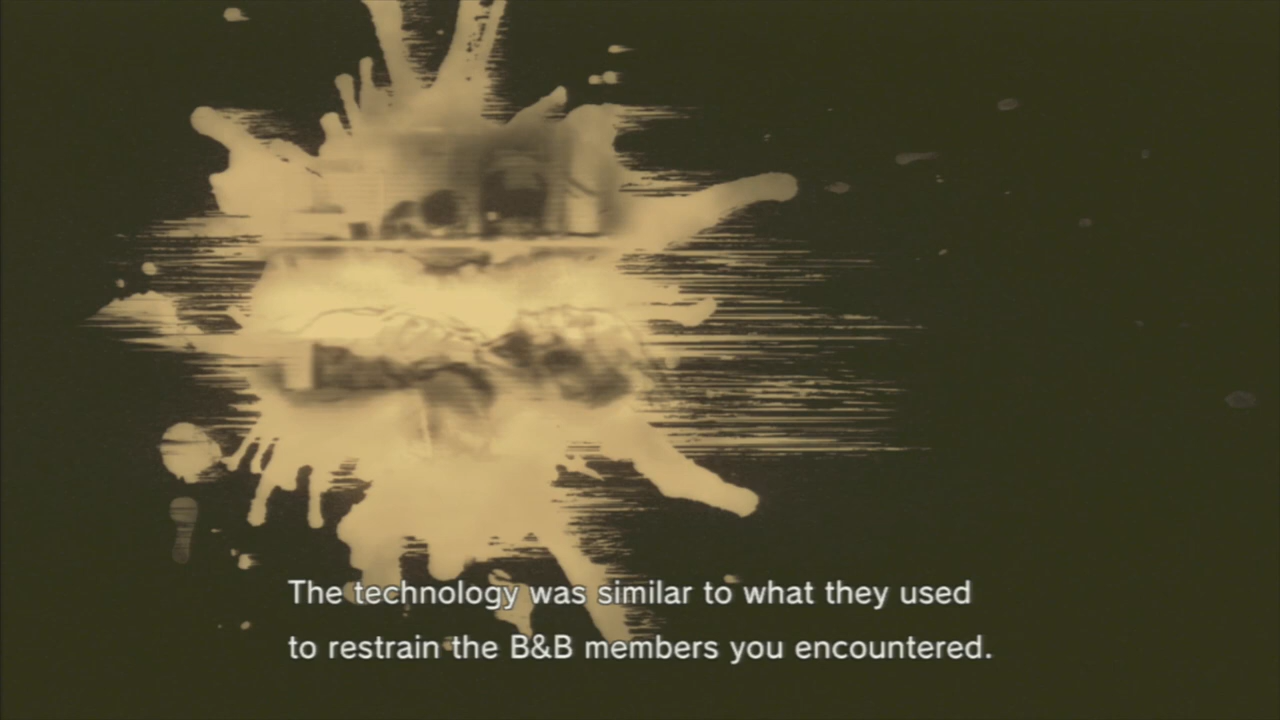 The technology was similar to what they used
to restrain the B&B members you encountered.